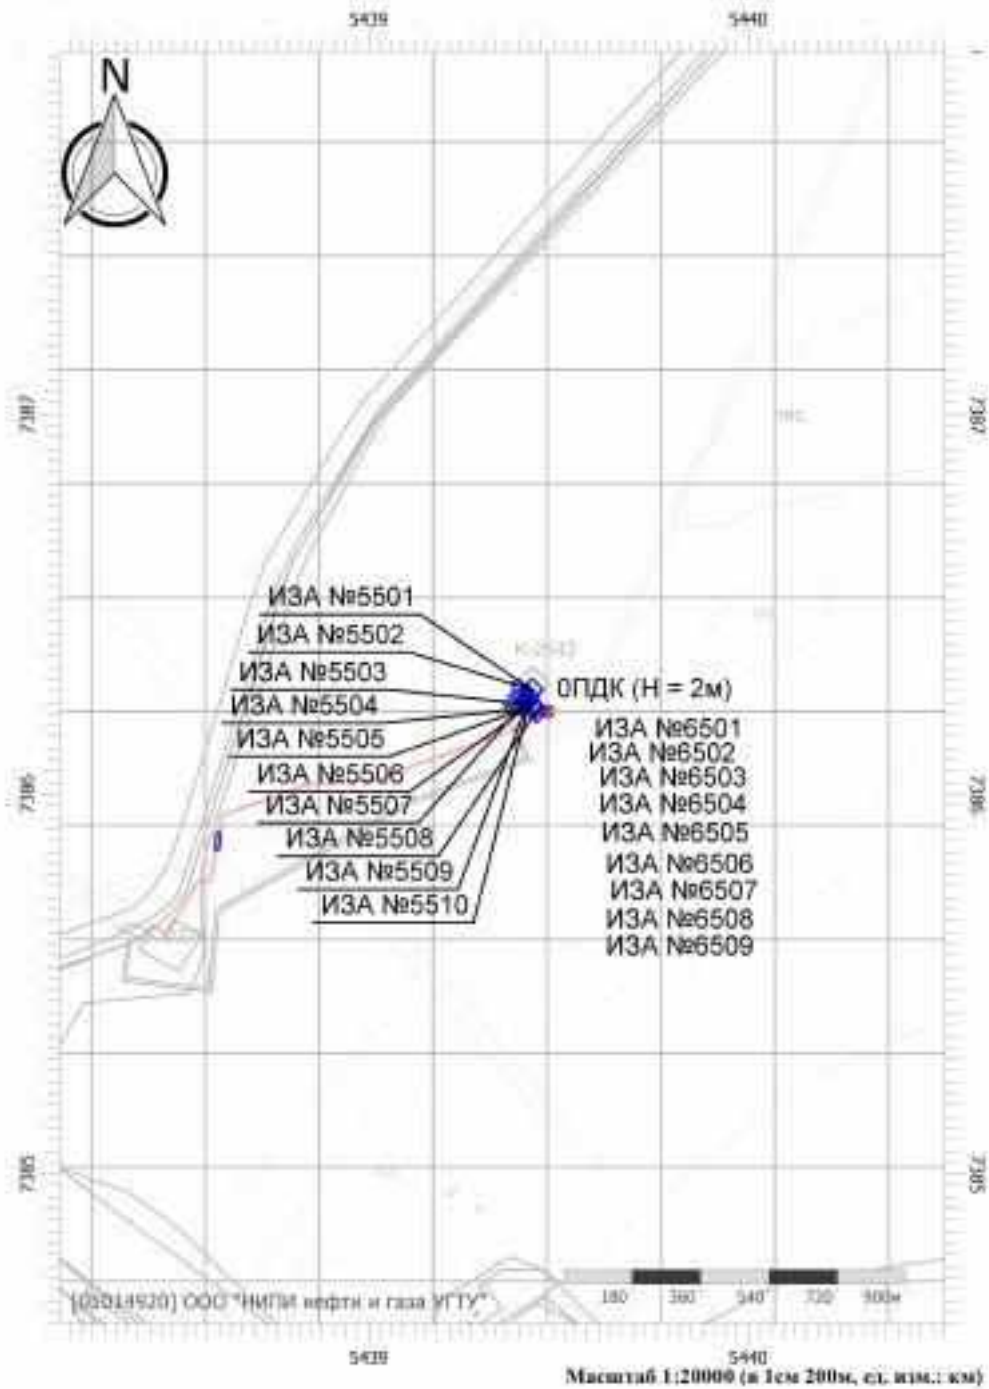 5439 5440
N
7387 7387
ИЗА №5501
ИЗА №5502
ИЗА №5503
ИЗА №5504
ИЗА №5505
ИЗА №5506
ИЗА №5507
ИЗА №5508
ИЗА №5509
ИЗА №5510
0ПДК (Н = 2м)
ИЗА №6501
ИЗА №6502
ИЗА №6503
ИЗА №6504
ИЗА №6505
ИЗА №6506
ИЗА №6507
ИЗА №6508
ИЗА №6509
7386 7386
7385 7385
180 360 540 720 900м
[05014920] ООО "НИПИ нефти и газа УГТУ"
5439 5440
Масштаб 1:20000 (в 1см 200м, ед. изм.: км)